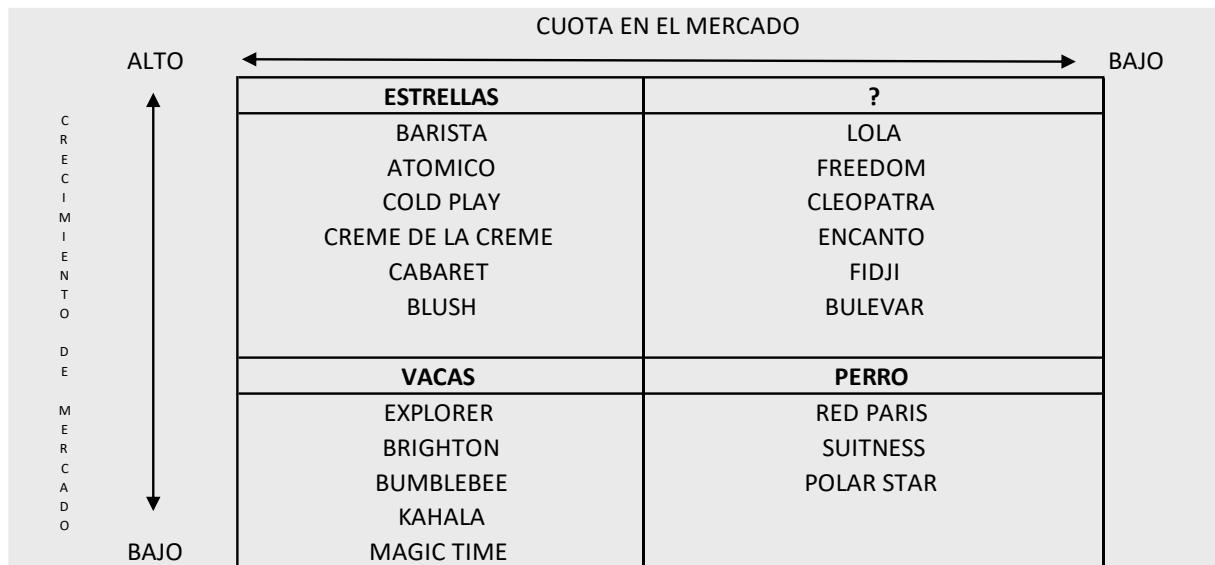 CUOTA EN EL MERCADO
ALTO BAJO
ESTRELLAS ?
BARISTA LOLA
ATOMICO FREEDOM
COLD PLAY CLEOPATRA
CREME DE LA CREME ENCANTO
CABARET FIDJI
BLUSH BULEVAR
CRECIMIENTO DE MERCADO
VACAS PERRO
EXPLORER RED PARIS
BRIGHTON SUITNESS
BUMBLEBEE POLAR STAR
KAHALA
BAJO MAGIC TIME